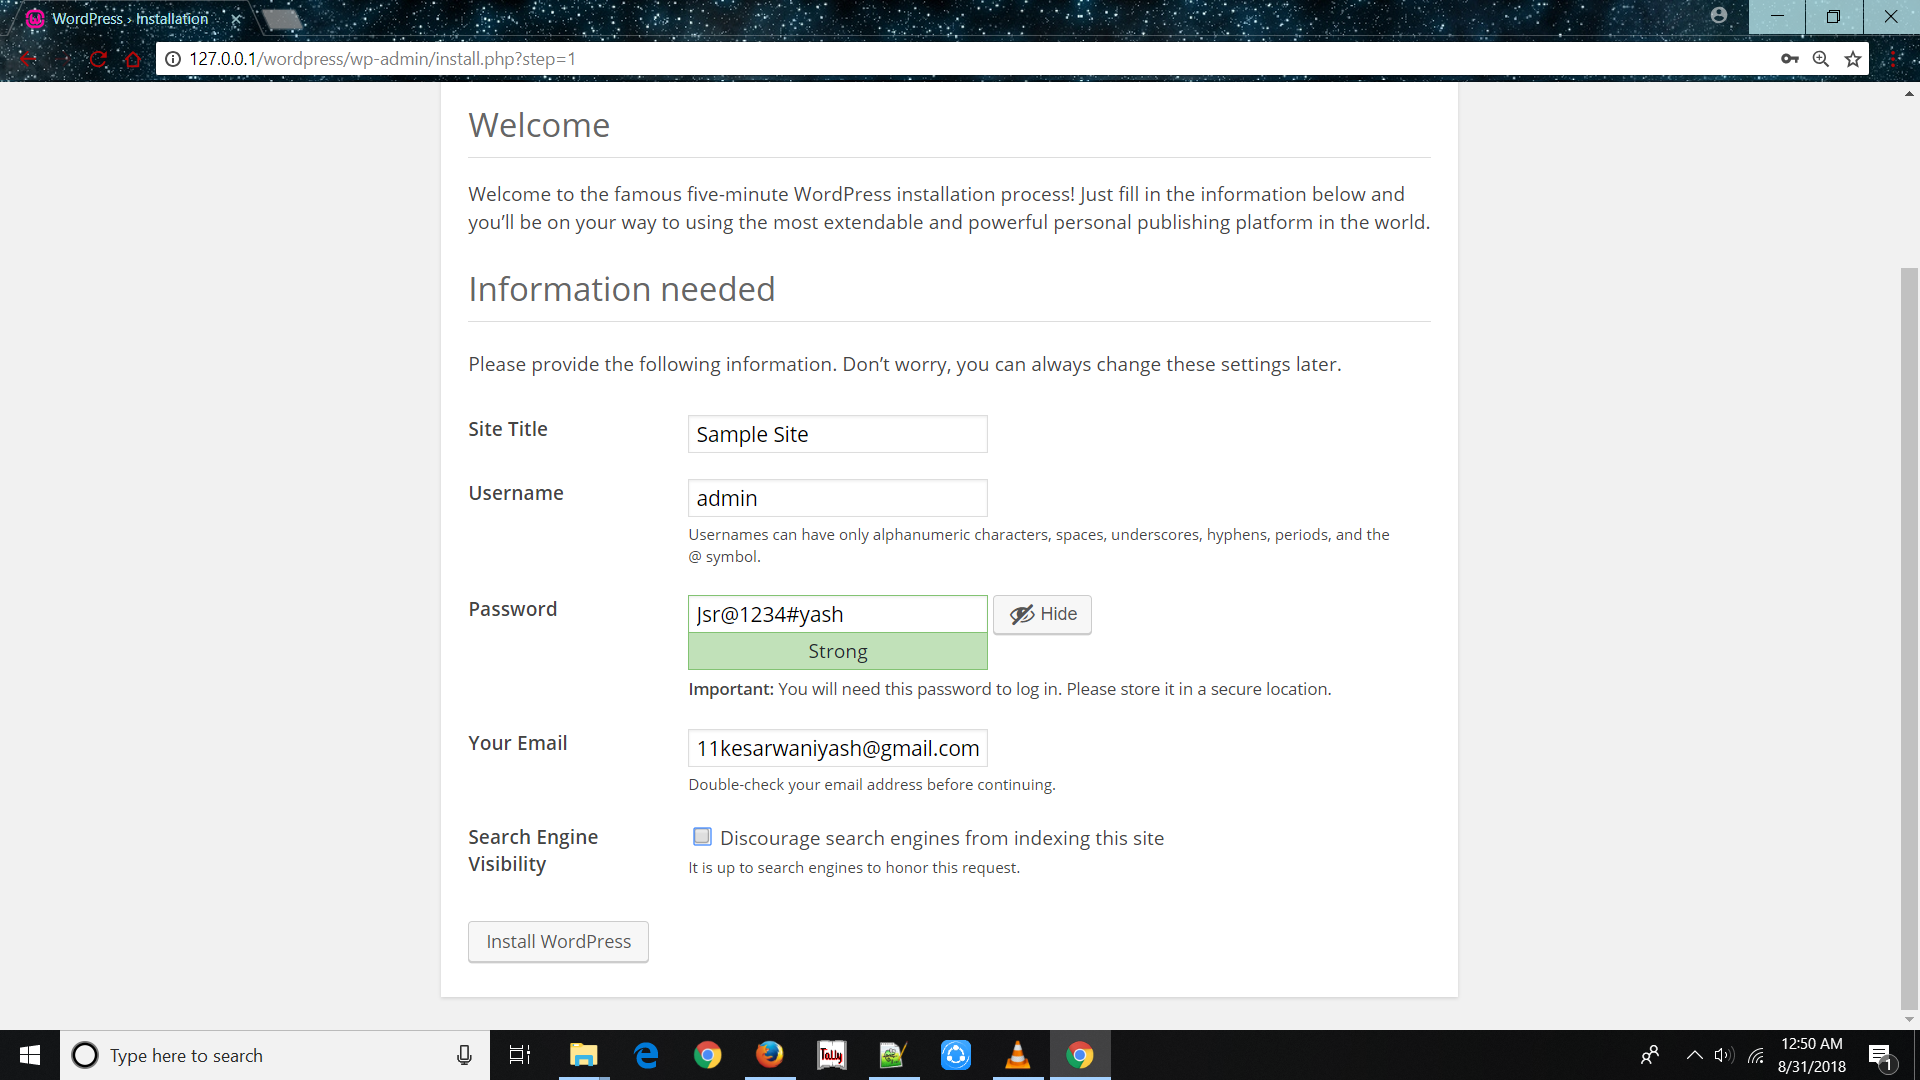 WordPress › Installation
127.0.0.1/wordpress/wp-admin/install.php?step=1
Welcome
Welcome to the famous five-minute WordPress installation process! Just fill in the information below and
you’ll be on your way to using the most extendable and powerful personal publishing platform in the world.
Information needed
Please provide the following information. Don’t worry, you can always change these settings later.
Site Title
Sample Site
Username
admin
Usernames can have only alphanumeric characters, spaces, underscores, hyphens, periods, and the
@ symbol.
Password
Jsr@1234#yash
Hide
Strong
Important: You will need this password to log in. Please store it in a secure location.
Your Email
11kesarwaniyash@gmail.com
Double-check your email address before continuing.
Search Engine
Visibility
Discourage search engines from indexing this site
It is up to search engines to honor this request.
Install WordPress
Type here to search
Tally
12:50 AM
8/31/2018
1